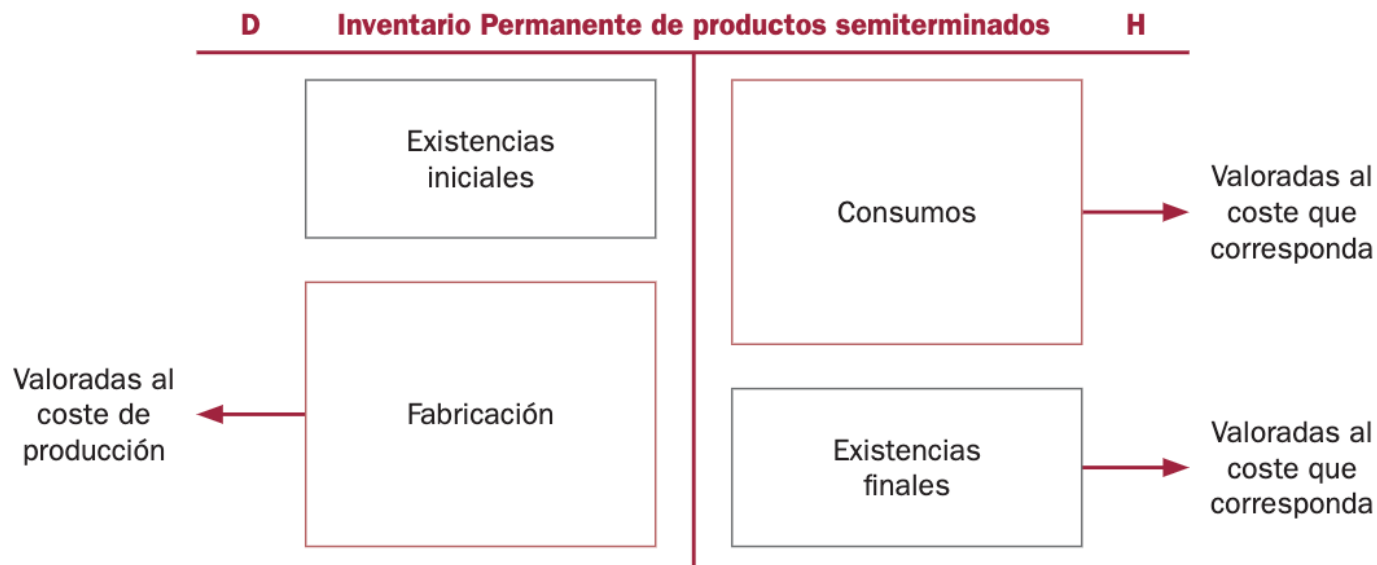 D Inventario Permanente de productos semiterminados H
Existencias
iniciales
Consumos
Valoradas al
coste que
corresponda
Valoradas al
coste de
producción
Fabricación
Existencias
finales
Valoradas al
coste que
corresponda